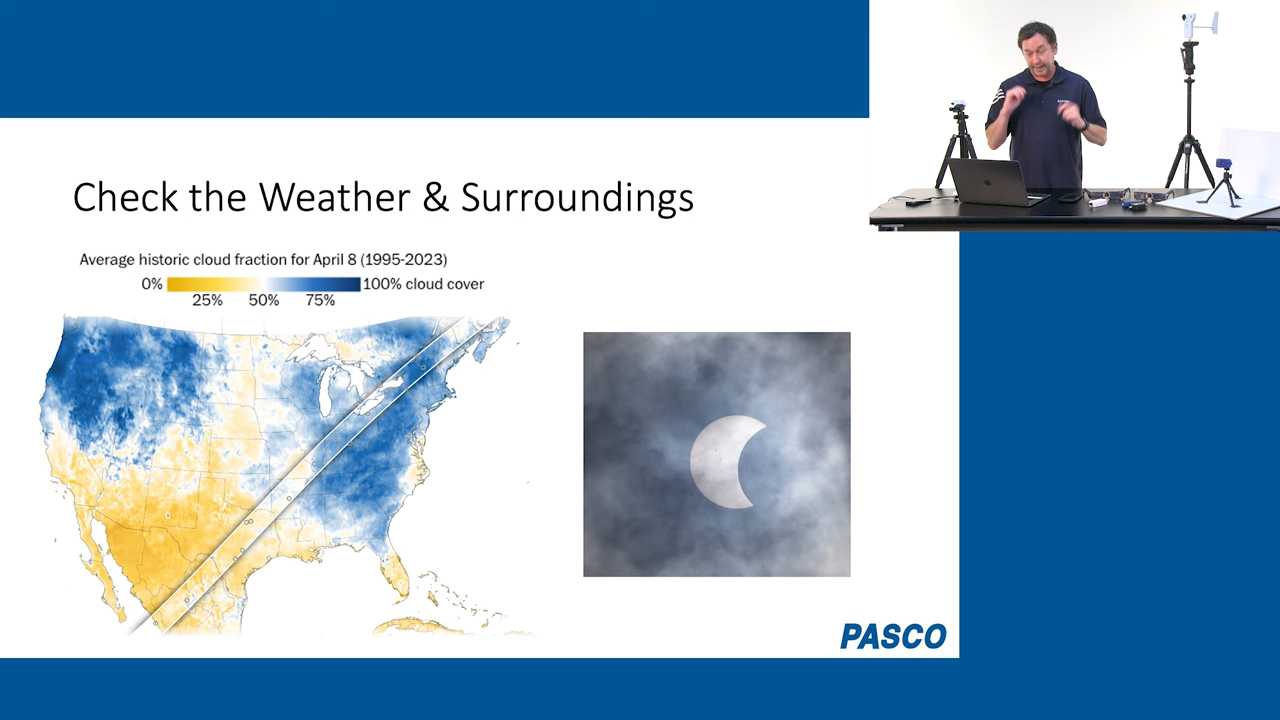 Check the Weather & Surroundings
Average historic cloud fraction for April 8 (1995-2023)
0% 100% cloud cover
25% 50% 75%
PASCO